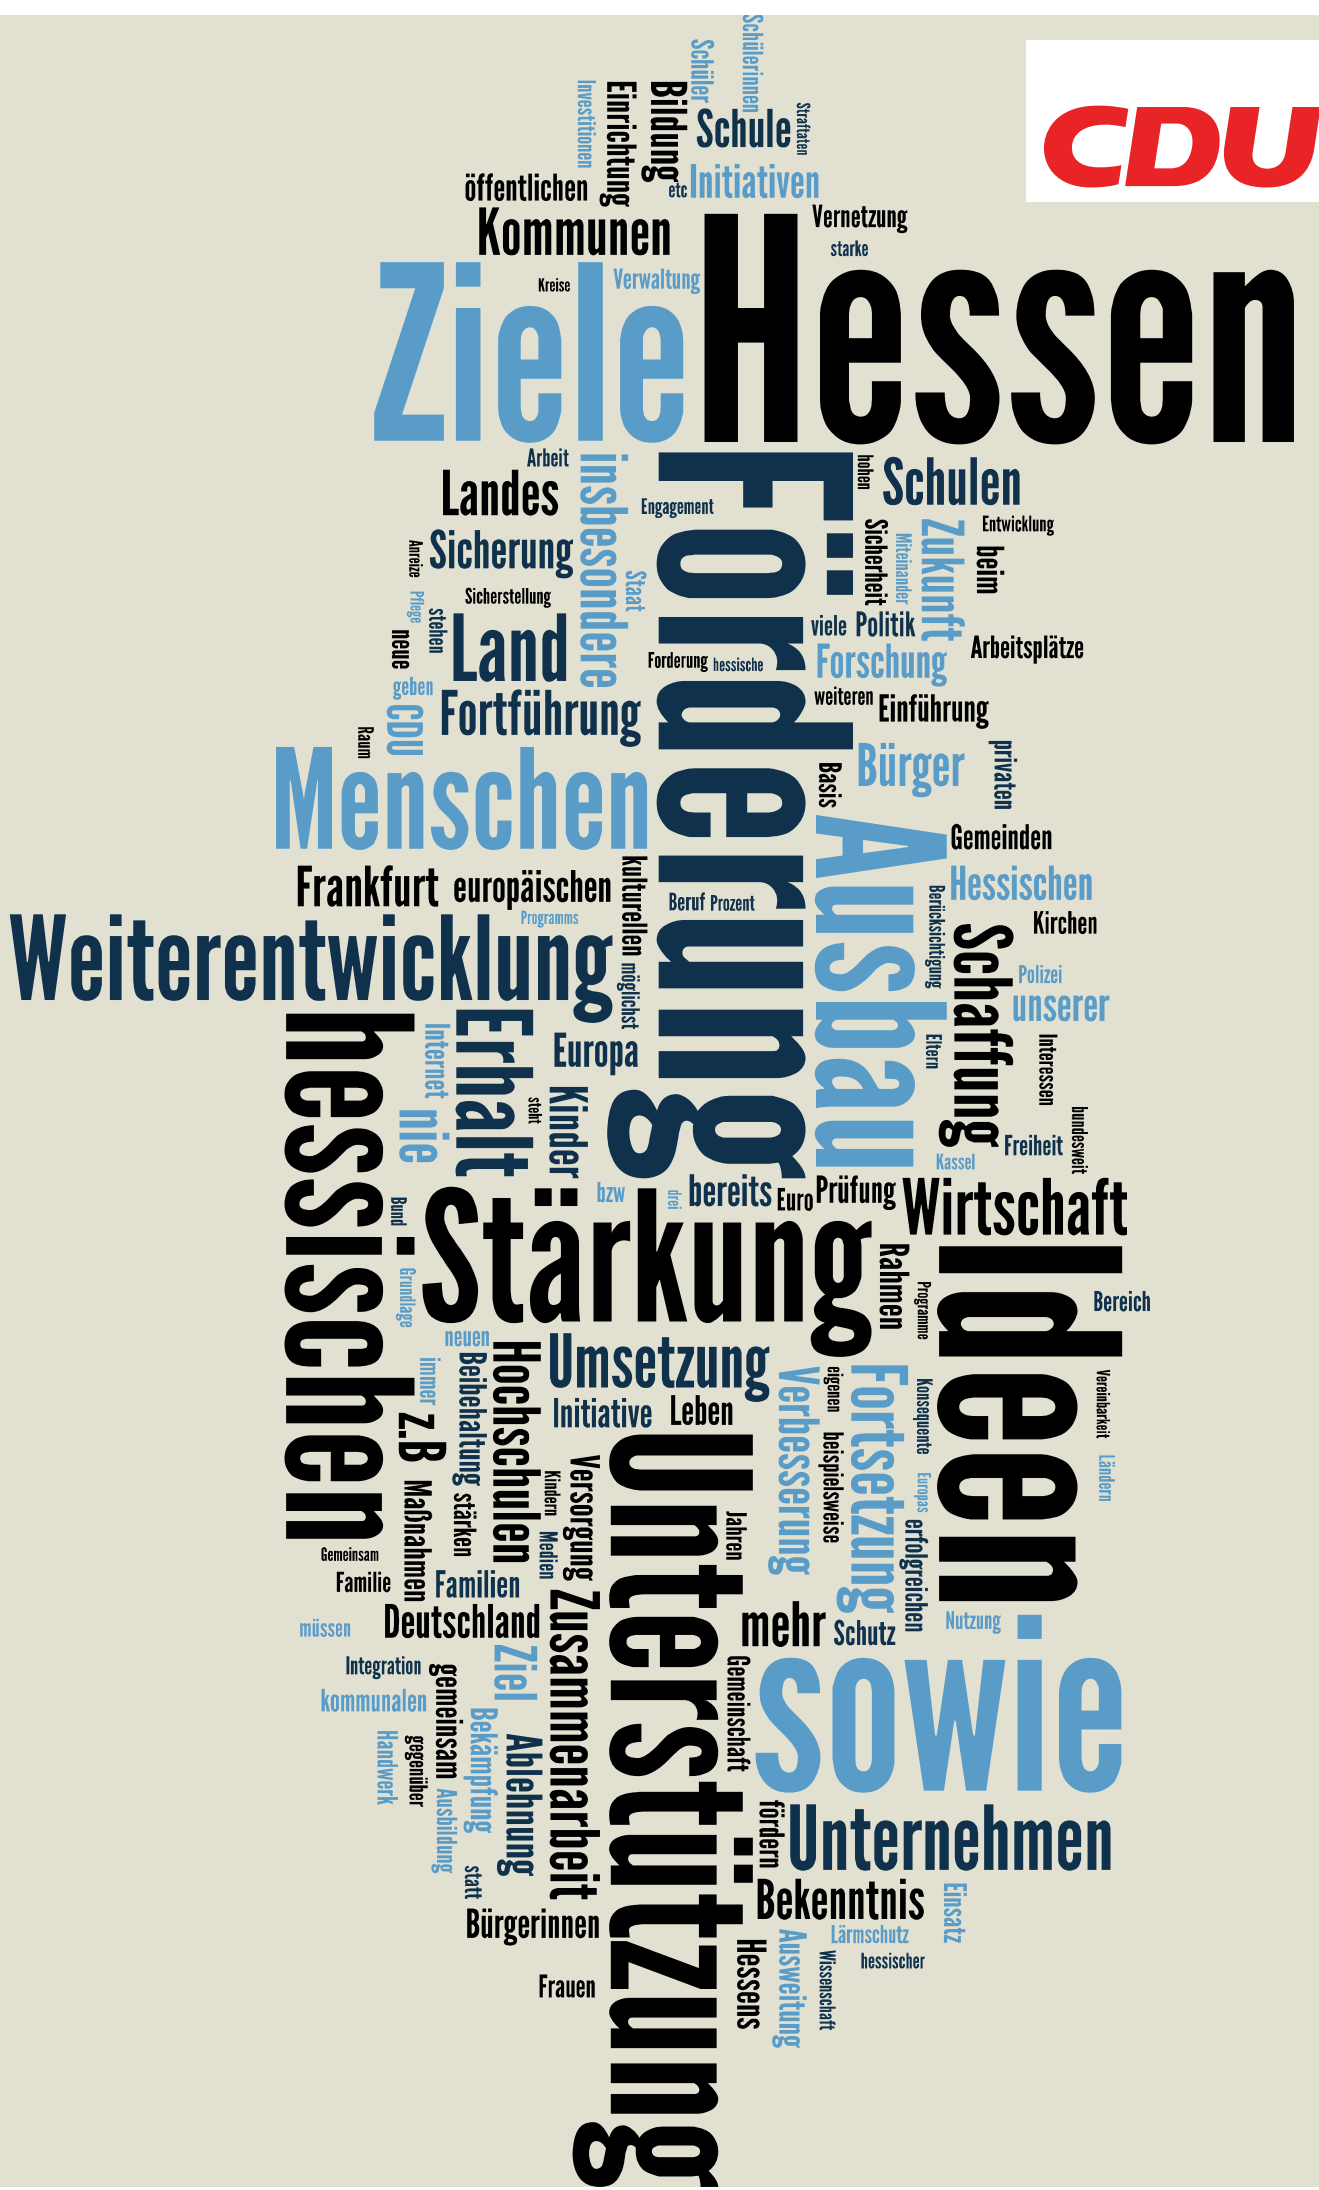 Schülerinnen
Schüler
Investitionen
Einrichtung
Bildung
Schule
Straftaten
öffentlichen
etc
Initiativen
CDU
Kommunen
Vernetzung
starke
Kreise
Verwaltung
Ziele
Hessen
Arbeit
Insbesondere
Förderung
hohen
Schulen
Landes
Engagement
Sicherheit
Miteinander
Zukunft
Entwicklung
beim
Anreize
Sicherung
Staat
Pflege
stehen
Sicherstellung
neue
Land
viele
Politik
Arbeitsplätze
Forderung
hessische
Forschung
geben
CDU
Fortführung
weiteren
Einführung
Raum
Menschen
Basis
Bürger
privaten
Ausbau
Gemeinden
Frankfurt
europäischen
kulturellen
Beruf
Prozent
Berücksichtigung
Hessischen
Programms
Kirchen
Weiterentwicklung
möglichst
Schaffung
Polizei
unserer
hessischen
Internet
Erhalt
Europa
Eltern
Interessen
nie
steht
Kinder
Freiheit
bundesweit
Kassel
Bund
bzw
drei
bereits
Euro
Prüfung
Wirtschaft
Stärkung
Rahmen
Ideen
Grundlage
Programme
Bereich
neuen
Hochschulen
Umsetzung
immer
Beibehaltung
Verbesserung
eigenen
Fortsetzung
Konsequente
Vereinbarkeit
Initiative
Leben
z.B
Unterstützung
beispielsweise
Ländern
Maßnahmen
stärken
Kindern
Versorgung
Europas
Jahren
erfolgreichen
Gemeinsam
Medien
Familie
Familien
Zusammenarbeit
müssen
Deutschland
mehr
Schutz
Nutzung
Integration
gemeinsam
Ziel
Gemeinschaft
sowie
kommunalen
Handwerk
gegenüber
Bekämpfung
Ablehnung
Ausbildung
fördern
Unternehmen
statt
Bekenntnis
Einsatz
Bürgerinnen
Lärmschutz
Hessens
Ausweitung
Wissenschaft
hessischer
Frauen